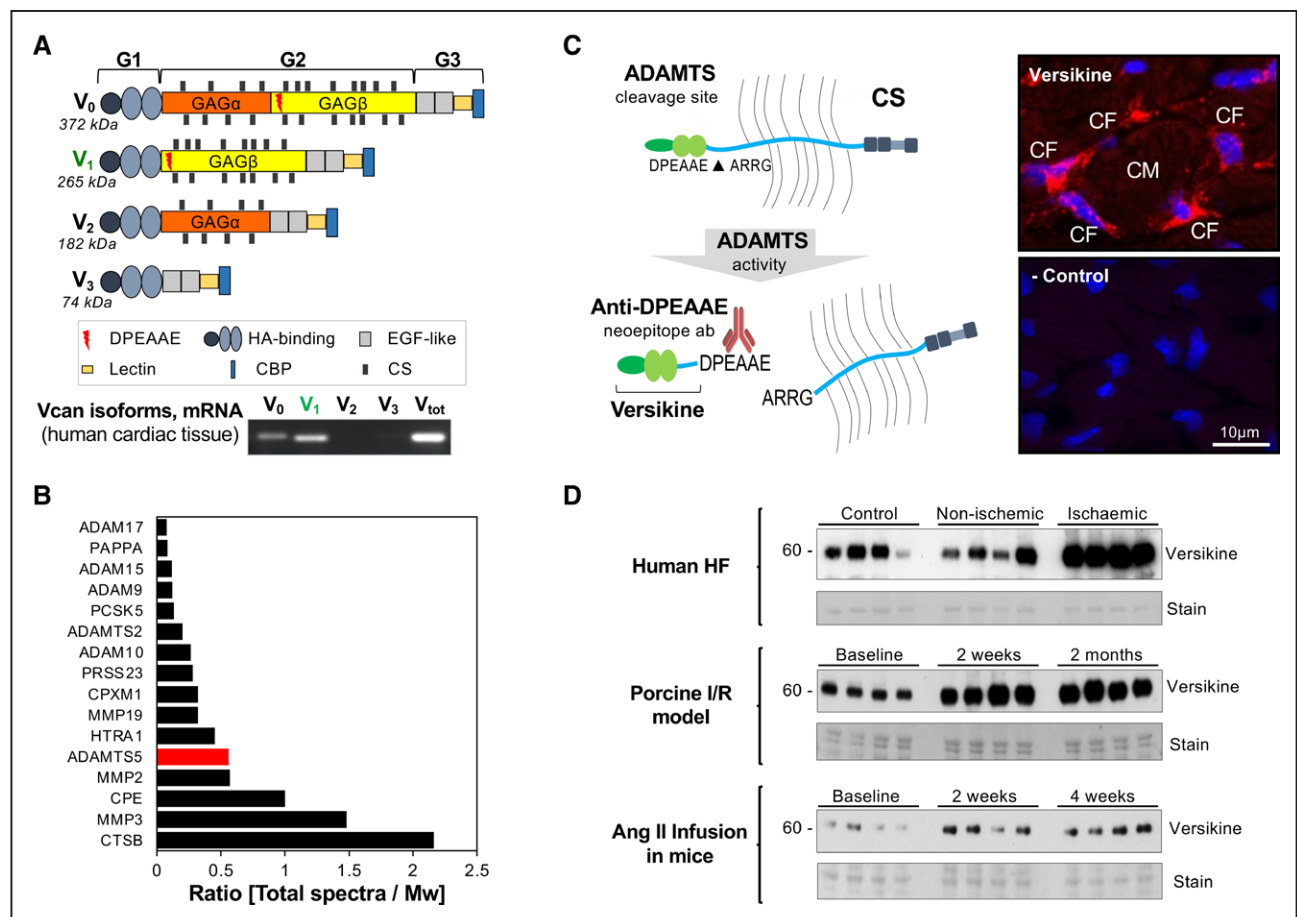 A
G1 G2 G3
V0 GAGα GAGβ
372 kDa
V1 GAGβ
265 kDa
V2 GAGα
182 kDa
V3
74 kDa
DPEAAE HA-binding EGF-like
Lectin CBP CS
Vcan isoforms, mRNA V0 V1 V2 V3 Vtot
(human cardiac tissue)
B
ADAM17
PAPPA
ADAM15
ADAM9
PCSK5
ADAMTS2
ADAM10
PRSS23
CPXM1
MMP19
HTRA1
ADAMTS5
MMP2
CPE
MMP3
CTSB
0 0.5 1 1.5 2 2.5
Ratio [Total spectra / Mw]
C
ADAMTS
cleavage site
CS
DPEAAE ▲ ARRG
ADAMTS
activity
Anti-DPEAAE
neoepitope ab
DPEAAE
Versikine
ARRG
Versikine
CF
CF
CF
CM
CF
CF
- Control
10μm
D
Control Non-ischemic Ischaemic
Human HF
60 -
Versikine
Stain
Baseline 2 weeks 2 months
Porcine I/R
model
60 -
Versikine
Stain
Baseline 2 weeks 4 weeks
Ang II Infusion
in mice
60 -
Versikine
Stain